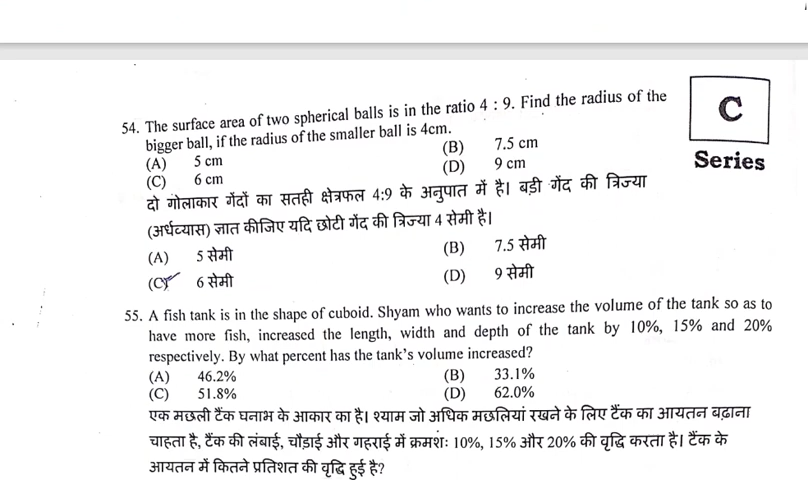 C
Series
54. The surface area of two spherical balls is in the ratio 4 : 9. Find the radius of the
bigger ball, if the radius of the smaller ball is 4cm.
(A) 5 cm (B) 7.5 cm
(C) 6 cm (D) 9 cm
दो गोलाकार गेंदों का सतही क्षेत्रफल 4:9 के अनुपात में है। बड़ी गेंद की त्रिज्या
(अर्धव्यास) ज्ञात कीजिए यदि छोटी गेंद की त्रिज्या 4 सेमी है।
(A) 5 सेमी (B) 7.5 सेमी
(C) 6 सेमी (D) 9 सेमी
55. A fish tank is in the shape of cuboid. Shyam who wants to increase the volume of the tank so as to
have more fish, increased the length, width and depth of the tank by 10%, 15% and 20%
respectively. By what percent has the tank's volume increased?
(A) 46.2% (B) 33.1%
(C) 51.8% (D) 62.0%
एक मछली टैंक घनाभ के आकार का है। श्याम जो अधिक मछलियां रखने के लिए टैंक का आयतन बढ़ाना
चाहता है, टैंक की लंबाई, चौड़ाई और गहराई में क्रमशः 10%, 15% और 20% की वृद्धि करता है। टैंक के
आयतन में कितने प्रतिशत की वृद्धि हुई है?